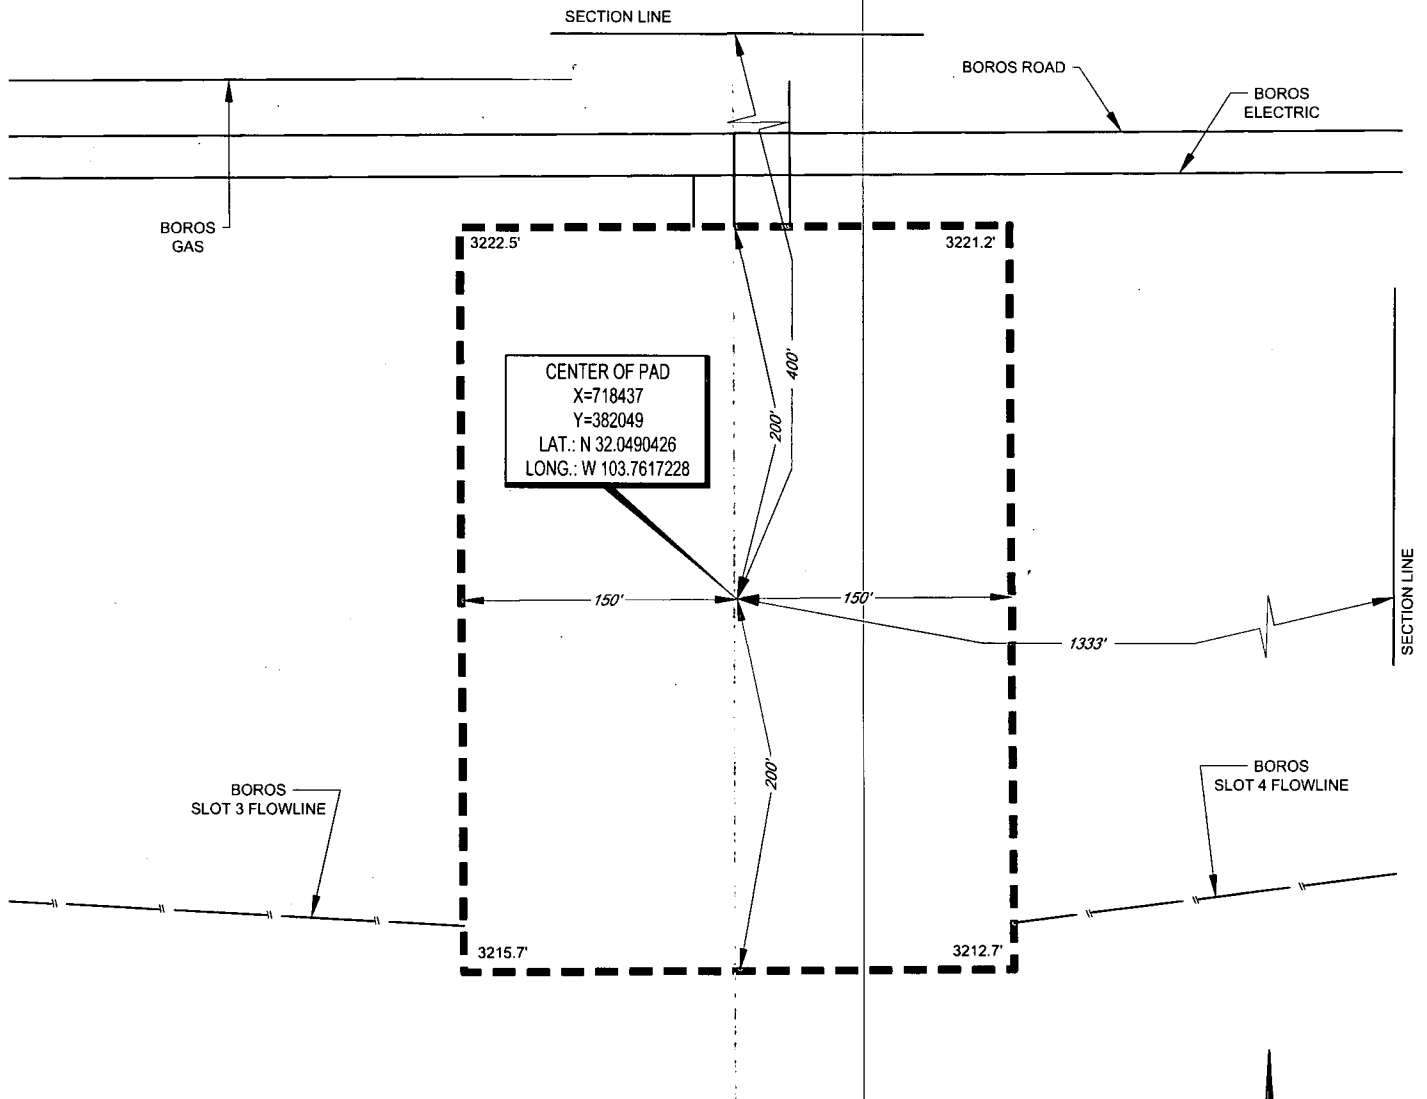 SECTION LINE
BOROS ROAD
BOROS
ELECTRIC
BOROS
GAS
3222.5'
3221.2'
CENTER OF PAD
X=718437
Y=382049
LAT.: N 32.0490426
LONG.: W 103.7617228
400'
200'
150'
150'
1333'
SECTION LINE
200'
BOROS
SLOT 3 FLOWLINE
BOROS
SLOT 4 FLOWLINE
3215.7'
3212.7'